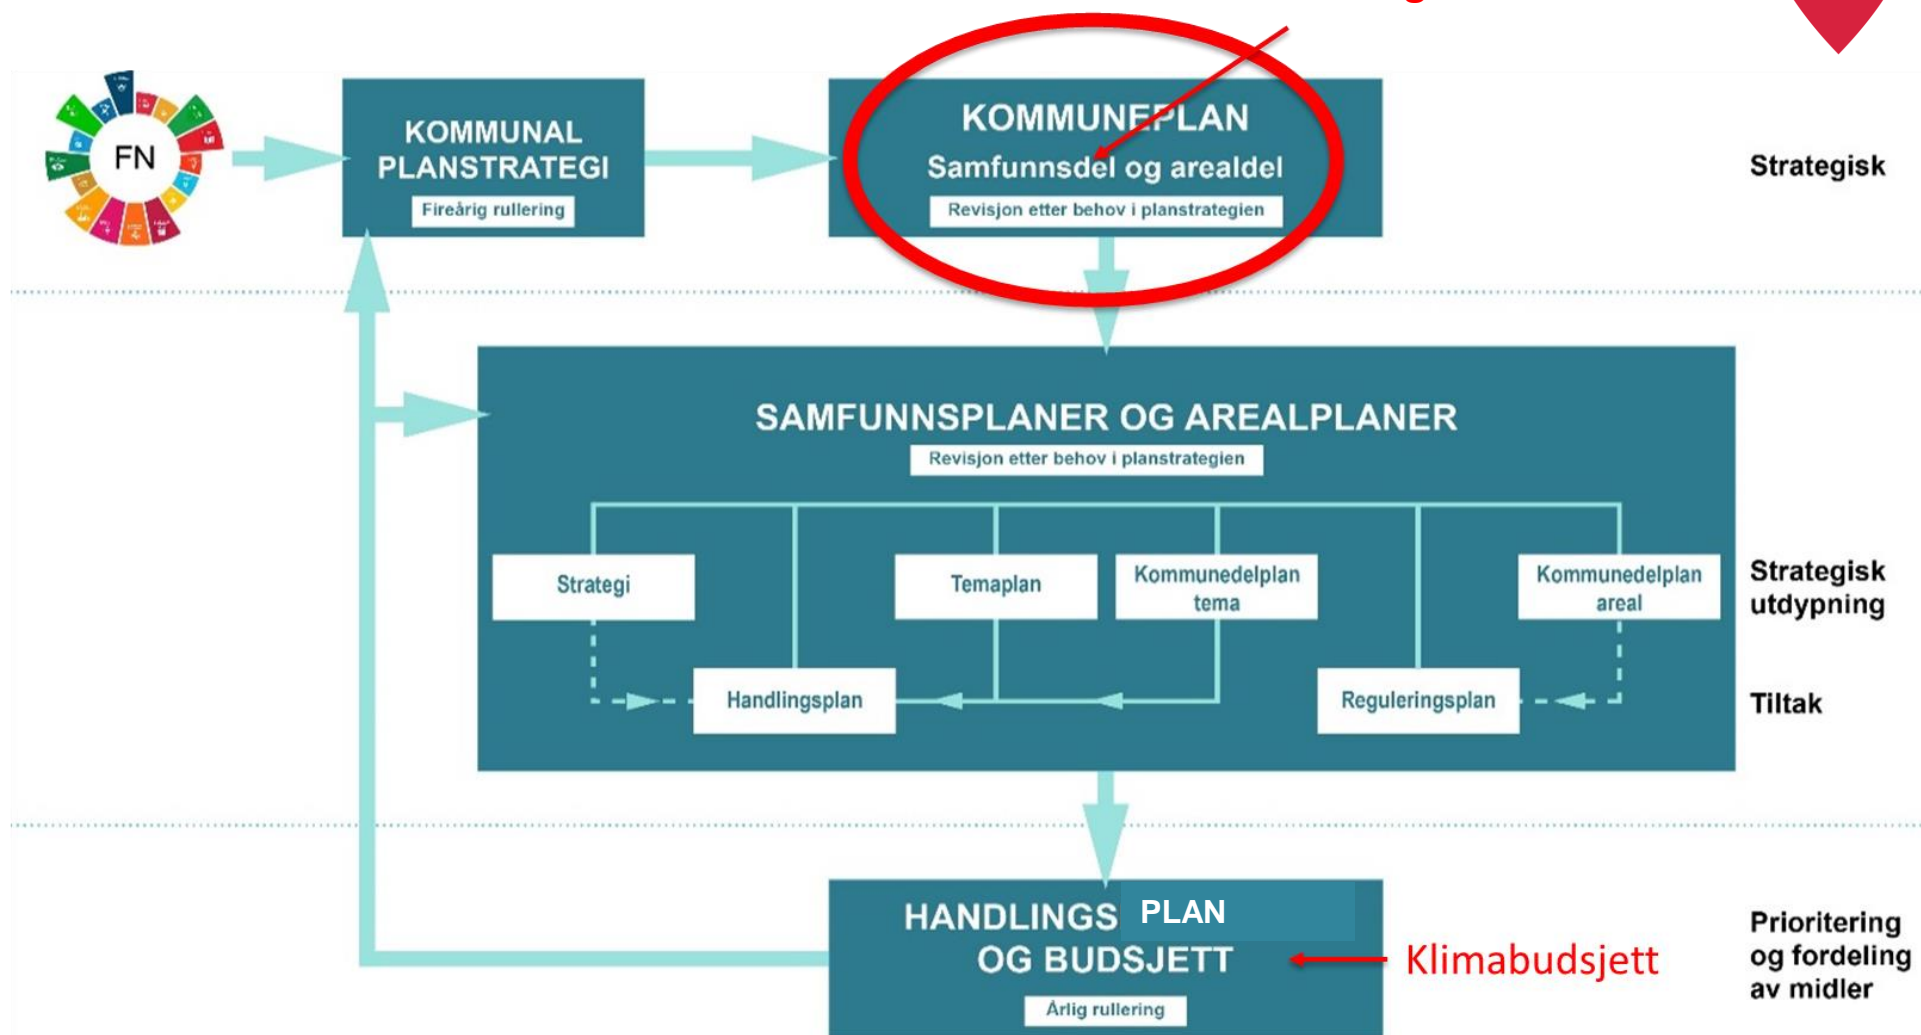 FN
KOMMUNAL
PLANSTRATEGI
Fireårig rullering
KOMMUNEPLAN
Samfunnsdel og arealdel
Revisjon etter behov i planstrategien
Strategisk
SAMFUNNSPLANER OG AREALPLANER
Revisjon etter behov i planstrategien
Strategi
Temaplan
Kommunedelplan
tema
Kommunedelplan
areal
Strategisk
utdypning
Handlingsplan
Reguleringsplan
Tiltak
HANDLINGS PLAN
OG BUDSJETT
Årlig rullering
Klimabudsjett
Prioritering
og fordeling
av midler